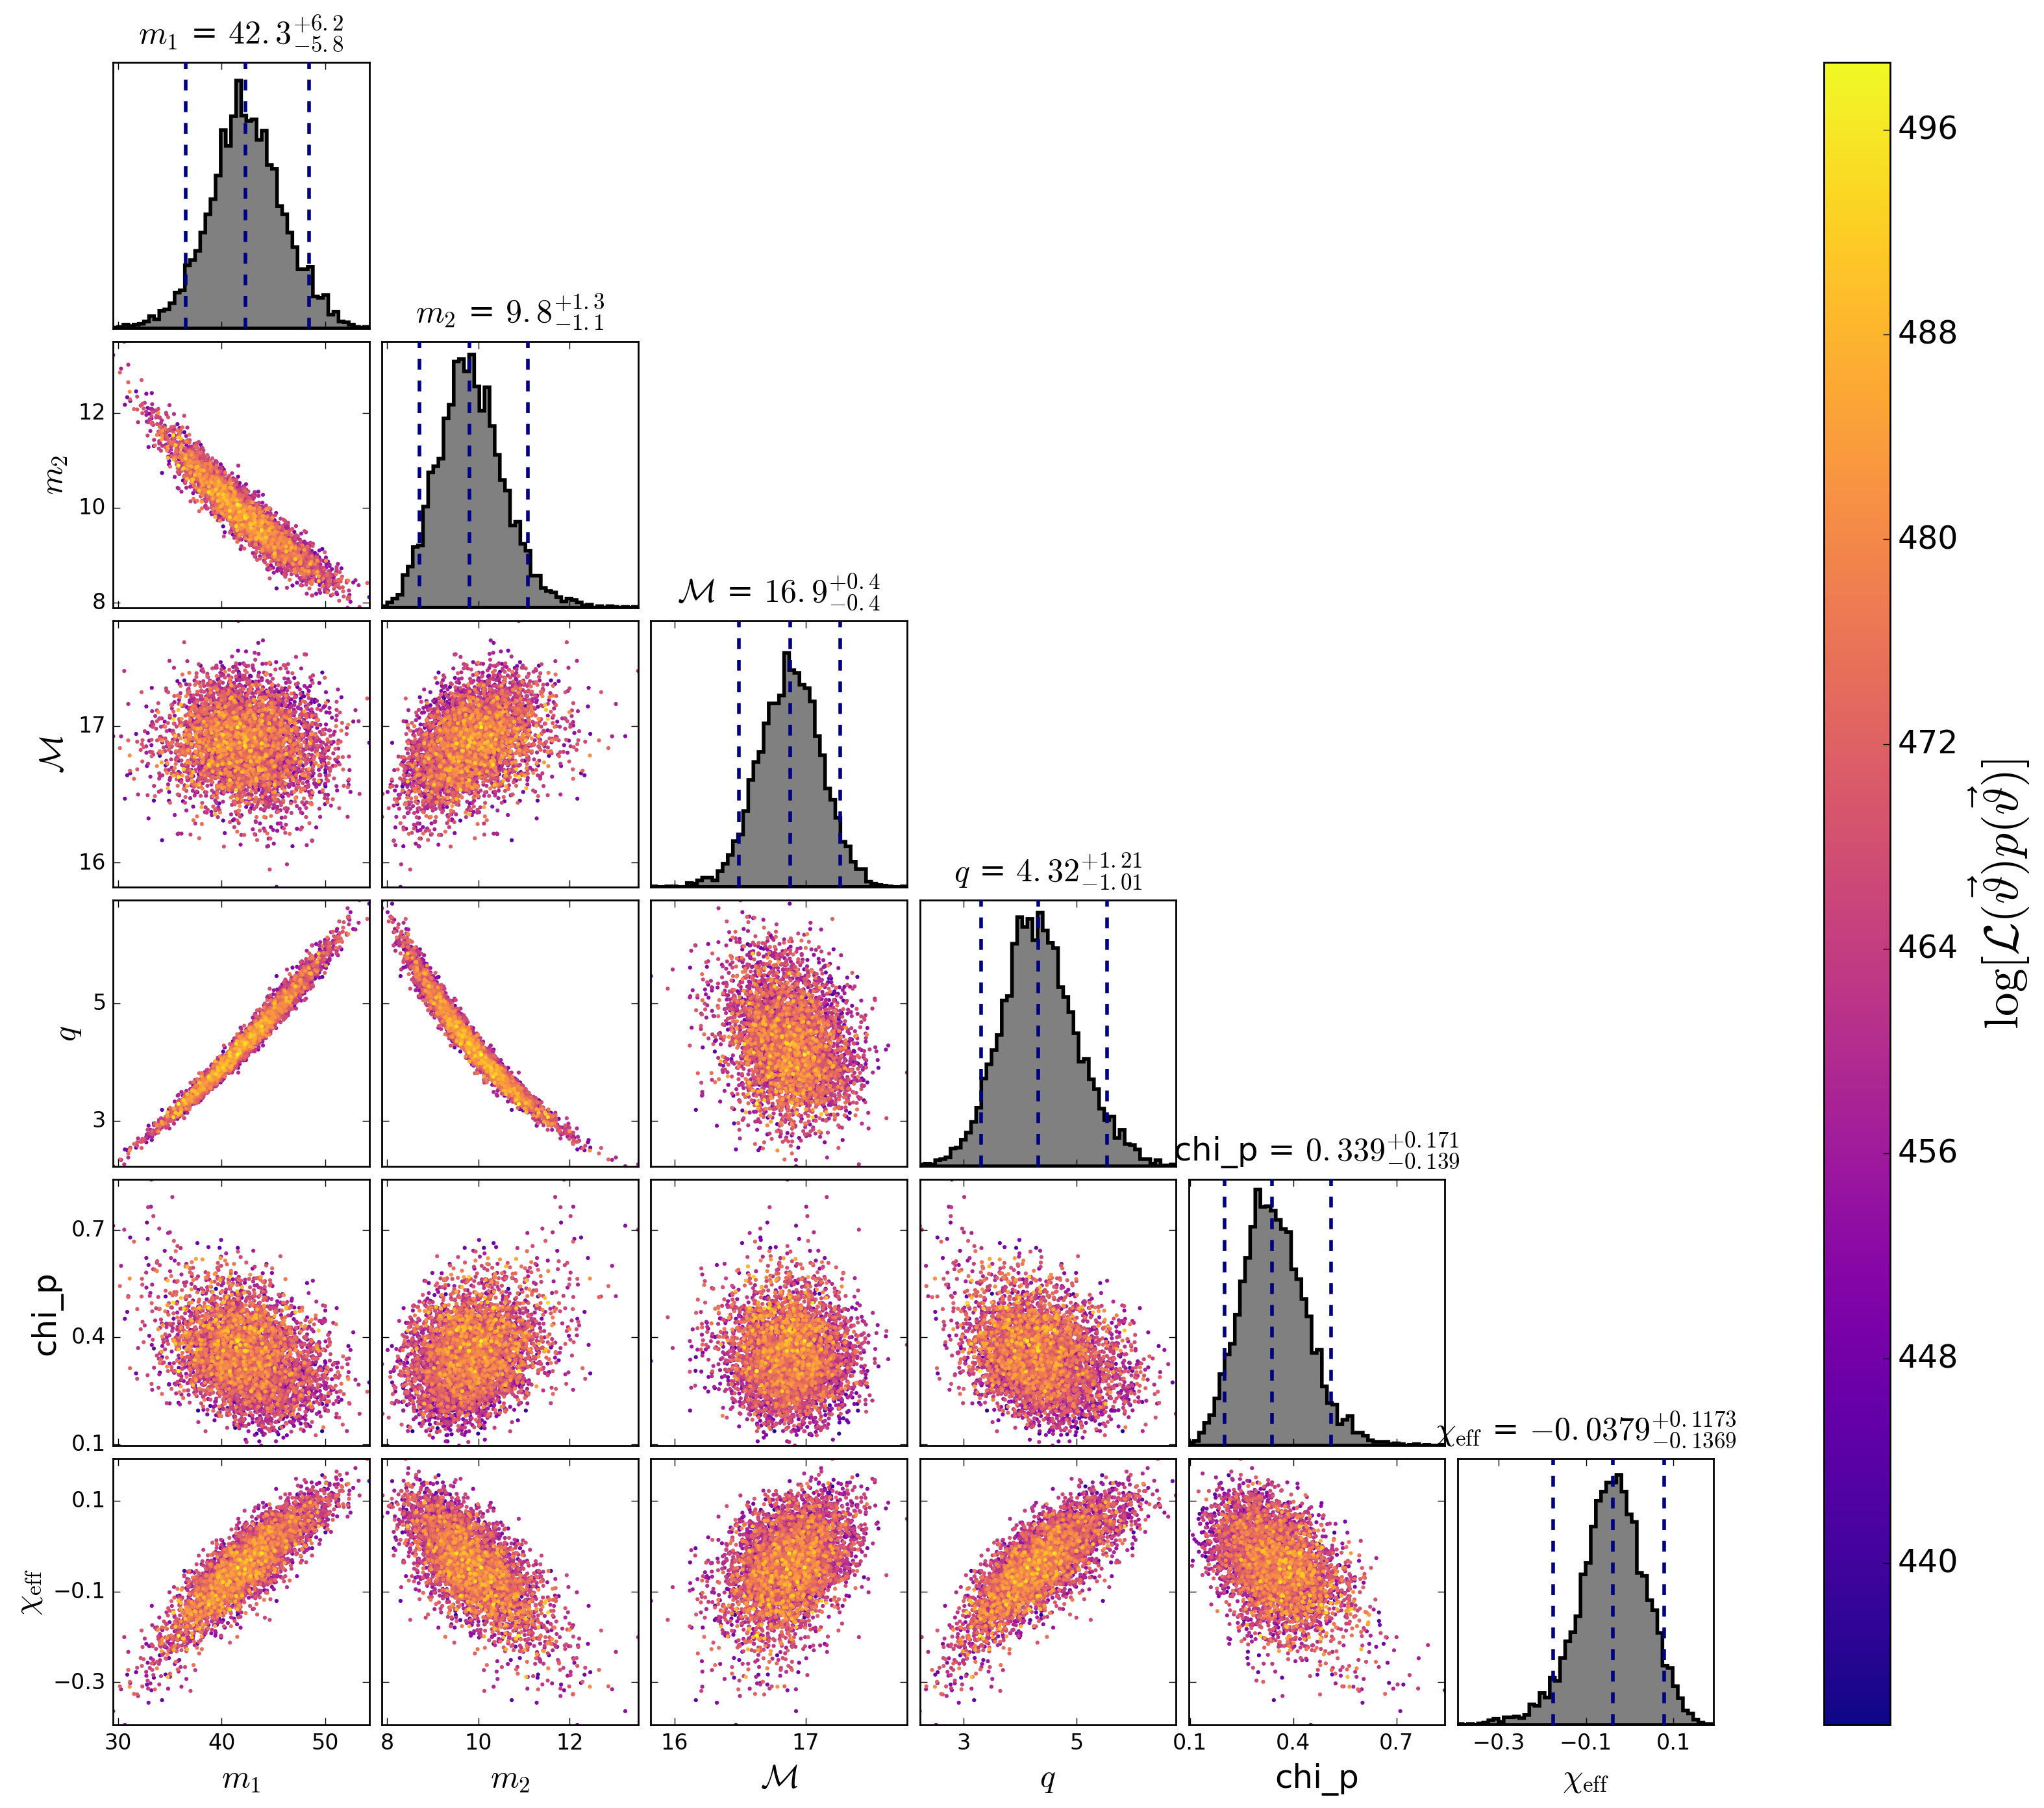 m₁ = 42.3⁺⁶·²₋₅.₈
m₂ = 9.8⁺¹·³₋₁.₁
ℳ = 16.9⁺⁰·⁴₋₀.₄
q = 4.32⁺¹·²¹₋₁.₀₁
chi_p = 0.339⁺⁰·¹⁷¹₋₀.₁₃₉
χ_eff = −0.0379⁺⁰·¹¹⁷³₋₀.₁₃₆₉
m₂
12
10
8
ℳ
17
16
q
5
3
chi_p
0.7
0.4
0.1
χ_eff
0.1
−0.1
−0.3
30 40 50
8 10 12
16 17
3 5
0.1 0.4 0.7
−0.3 −0.1 0.1
m₁ m₂ ℳ q chi_p χ_eff
496
488
480
472
464
456
448
440
log[ℒ(ϑ⃗)p(ϑ⃗)]